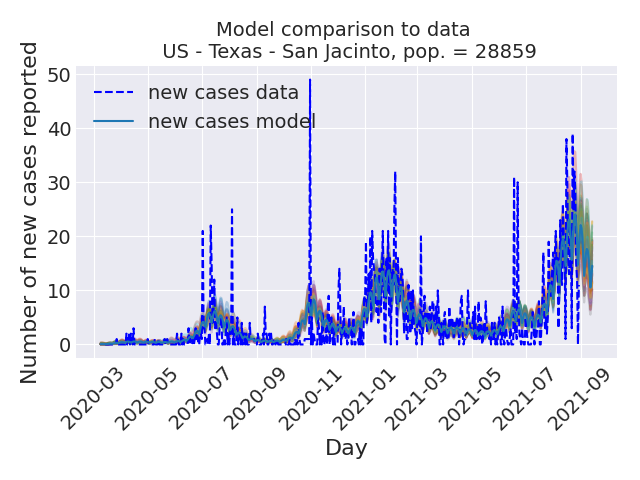 Model comparison to data
US - Texas - San Jacinto, pop. = 28859
Number of new cases reported
50
40
30
20
10
0
new cases data
new cases model
2020-03
2020-05
2020-07
2020-09
2020-11
2021-01
2021-03
2021-05
2021-07
2021-09
Day